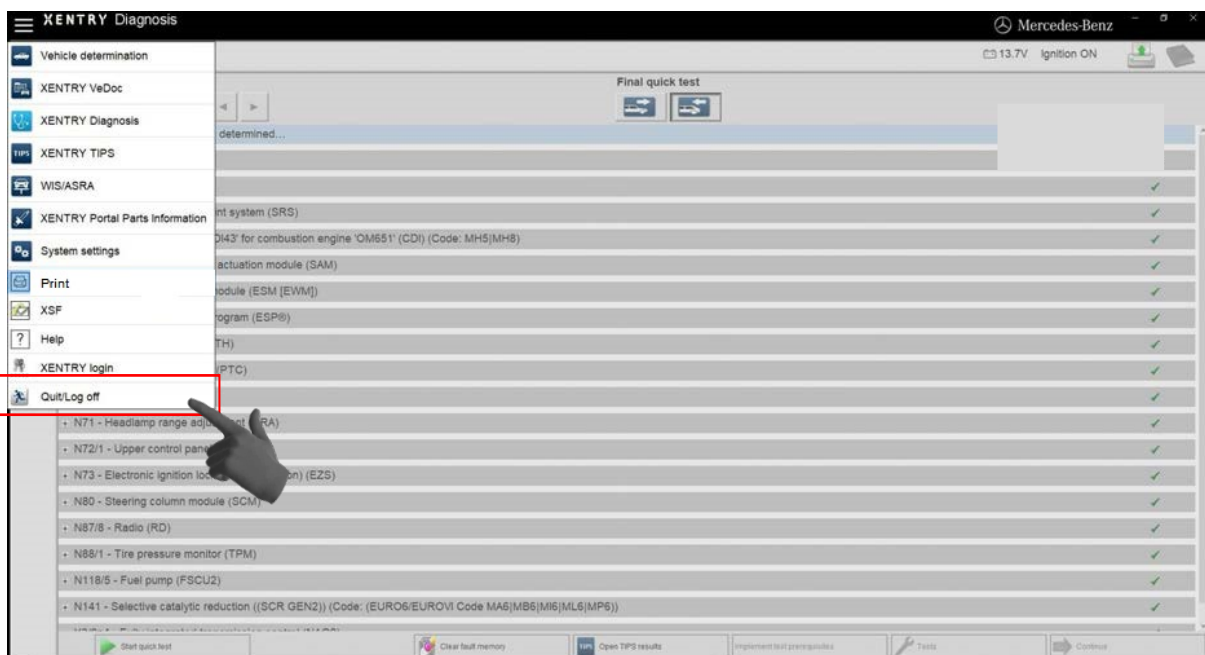 XENTRY Diagnosis
Mercedes-Benz
Vehicle determination
13.7V Ignition ON
XENTRY VeDoc
Final quick test
XENTRY Diagnosis
determined...
XENTRY TIPS
WIS/ASRA
XENTRY Portal Parts Information
nt system (SRS)
DI43' for combustion engine 'OM651' (CDI) (Code: MH5|MH8)
System settings
actuation module (SAM)
Print
module (ESM [EWM])
XSF
rogram (ESP®)
? Help
TH)
XENTRY login
/PTC)
Quit/Log off
+ N71 - Headlamp range RA)
+ N72/1 - Upper control
+ N73 - Electronic ignition on) (EZS)
+ N80 - Steering column module (SCM)
+ N87/8 - Radio (RD)
+ N88/1 - Tire pressure monitor (TPM)
+ N118/5 - Fuel pump (FSCU2)
+ N141 - Selective catalytic reduction ((SCR GEN2)) (Code: (EURO6/EUROVI Code MA6|MB6|MI6|ML6|MP6))
Start quick test
Clear fault memory
TIPS Open TIPS results
Implement test prerequisites
Tests
Continue